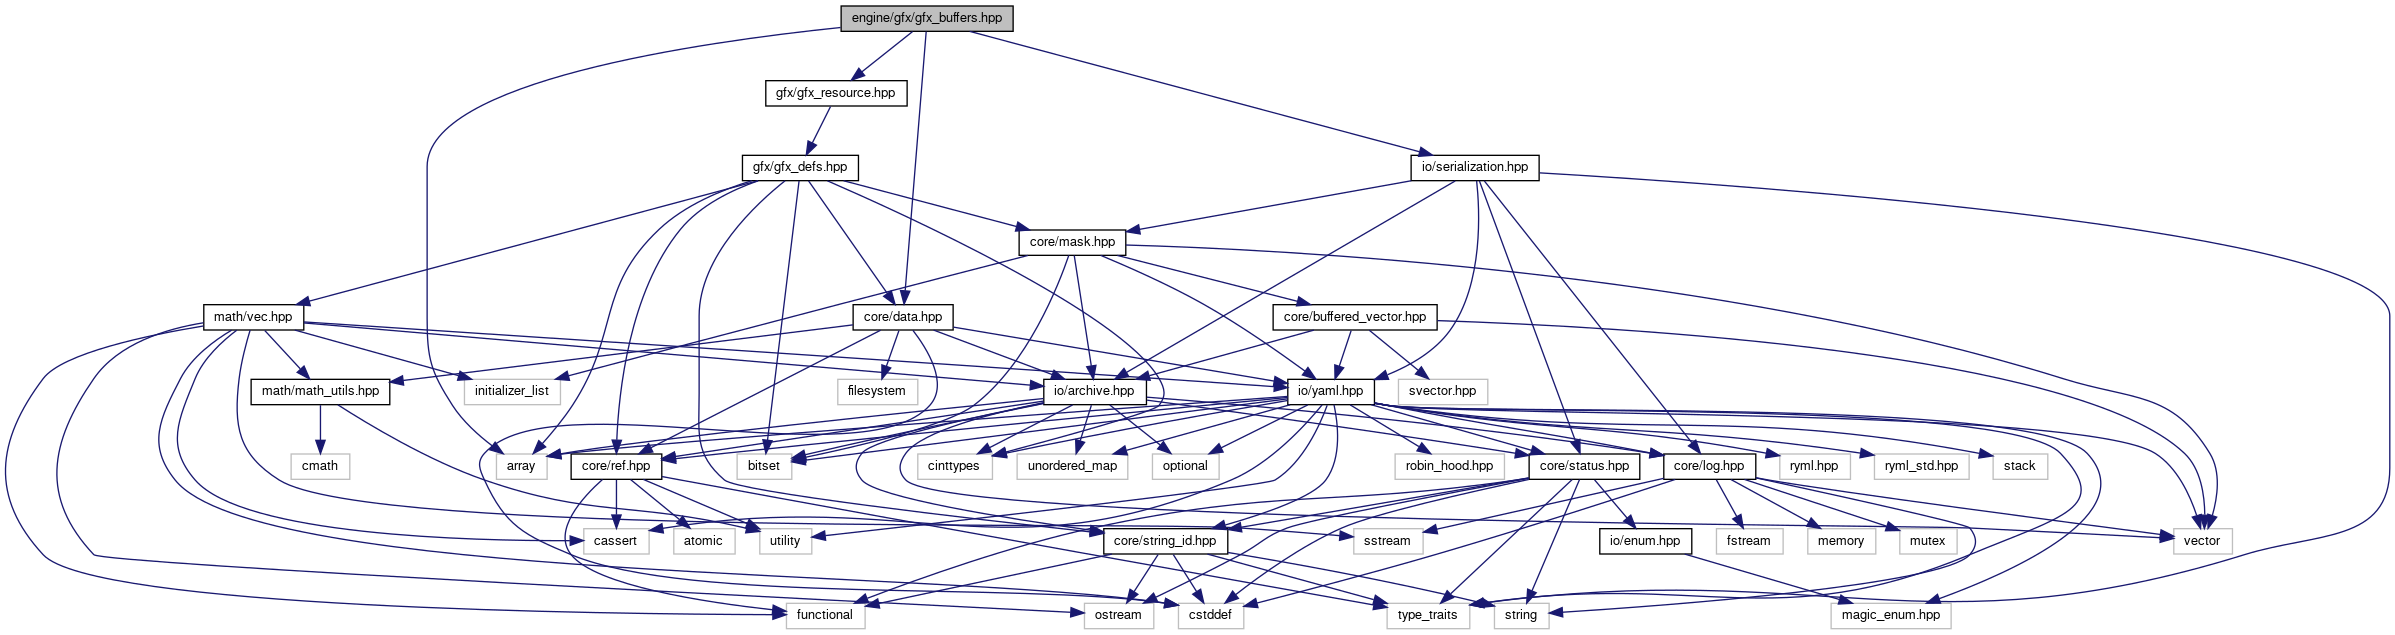 engine/gfx/gfx_buffers.hpp
gfx/gfx_resource.hpp
gfx/gfx_defs.hpp
io/serialization.hpp
core/mask.hpp
math/vec.hpp
core/data.hpp
core/buffered_vector.hpp
math/math_utils.hpp
initializer_list
filesystem
io/archive.hpp
io/yaml.hpp
svector.hpp
cmath
array
core/ref.hpp
bitset
cinttypes
unordered_map
optional
robin_hood.hpp
core/status.hpp
core/log.hpp
ryml.hpp
ryml_std.hpp
stack
cassert
atomic
utility
core/string_id.hpp
sstream
io/enum.hpp
fstream
memory
mutex
vector
functional
ostream
cstddef
type_traits
string
magic_enum.hpp